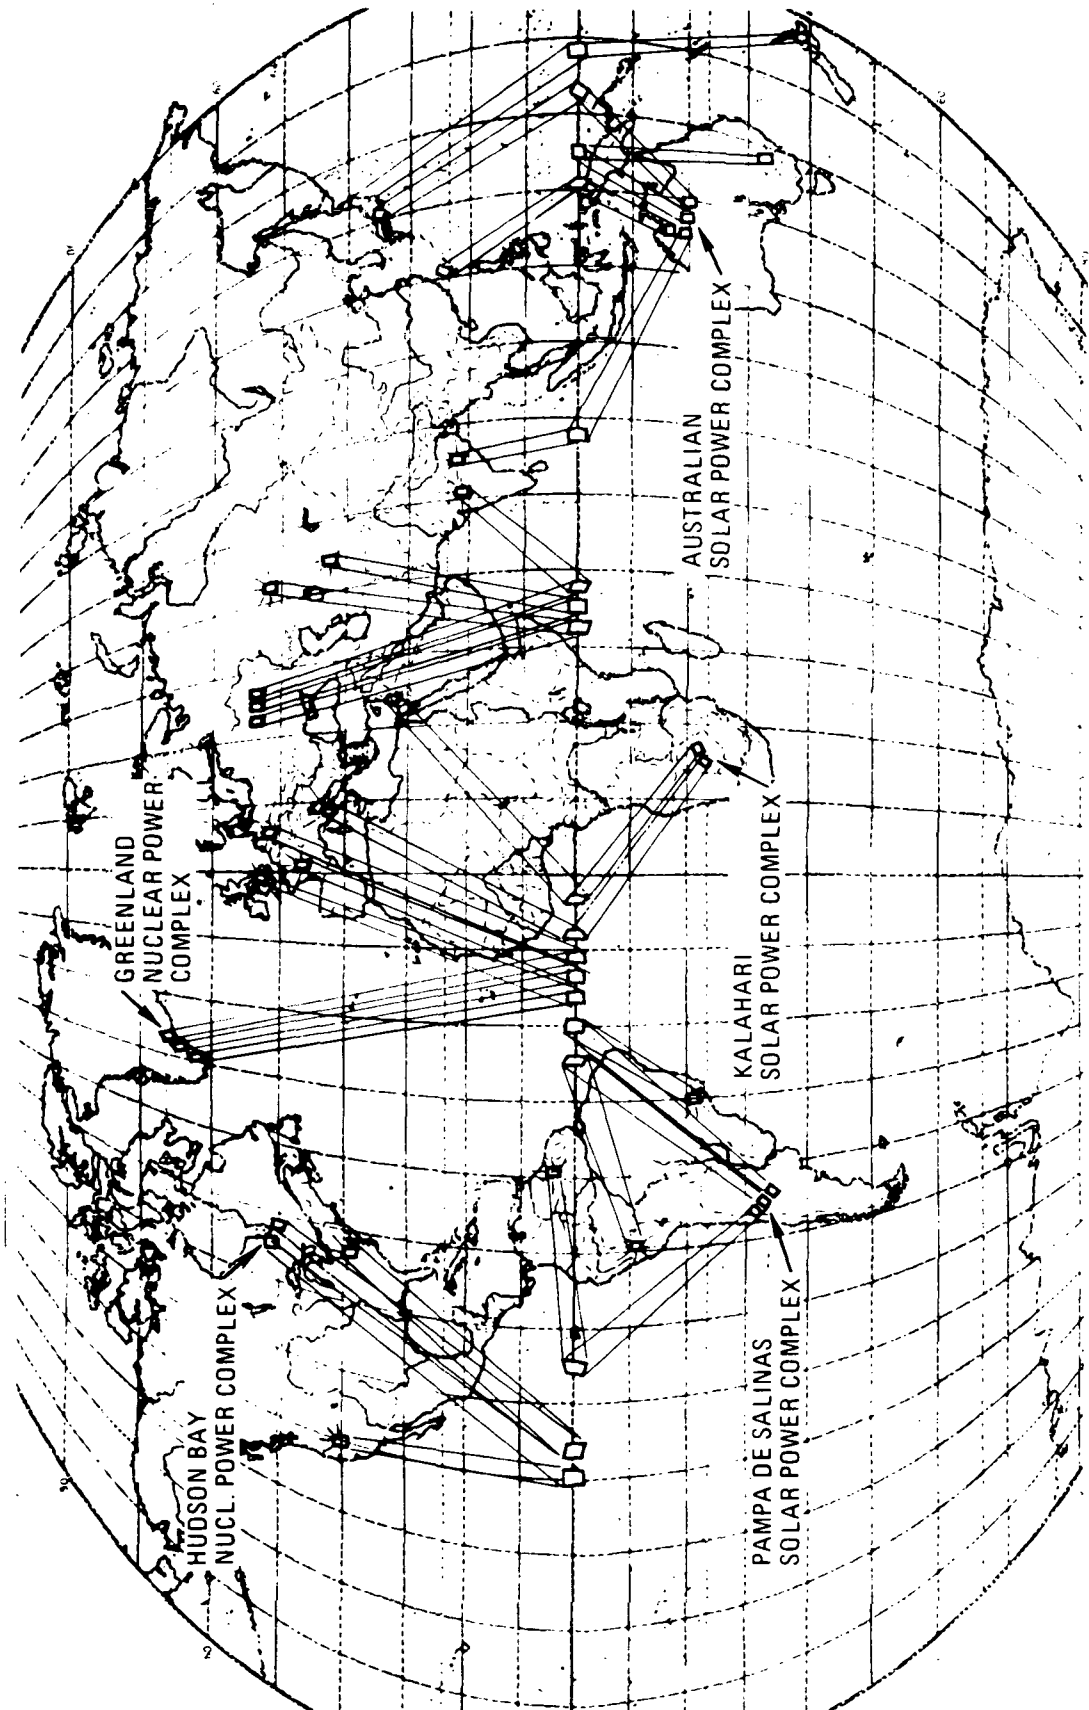 GREENLAND
NUCLEAR POWER
COMPLEX
HUDSON BAY
NUCL. POWER COMPLEX
AUSTRALIAN
SOLAR POWER COMPLEX
KALAHARI
SOLAR POWER COMPLEX
PAMPA DE SALINAS
SOLAR POWER COMPLEX